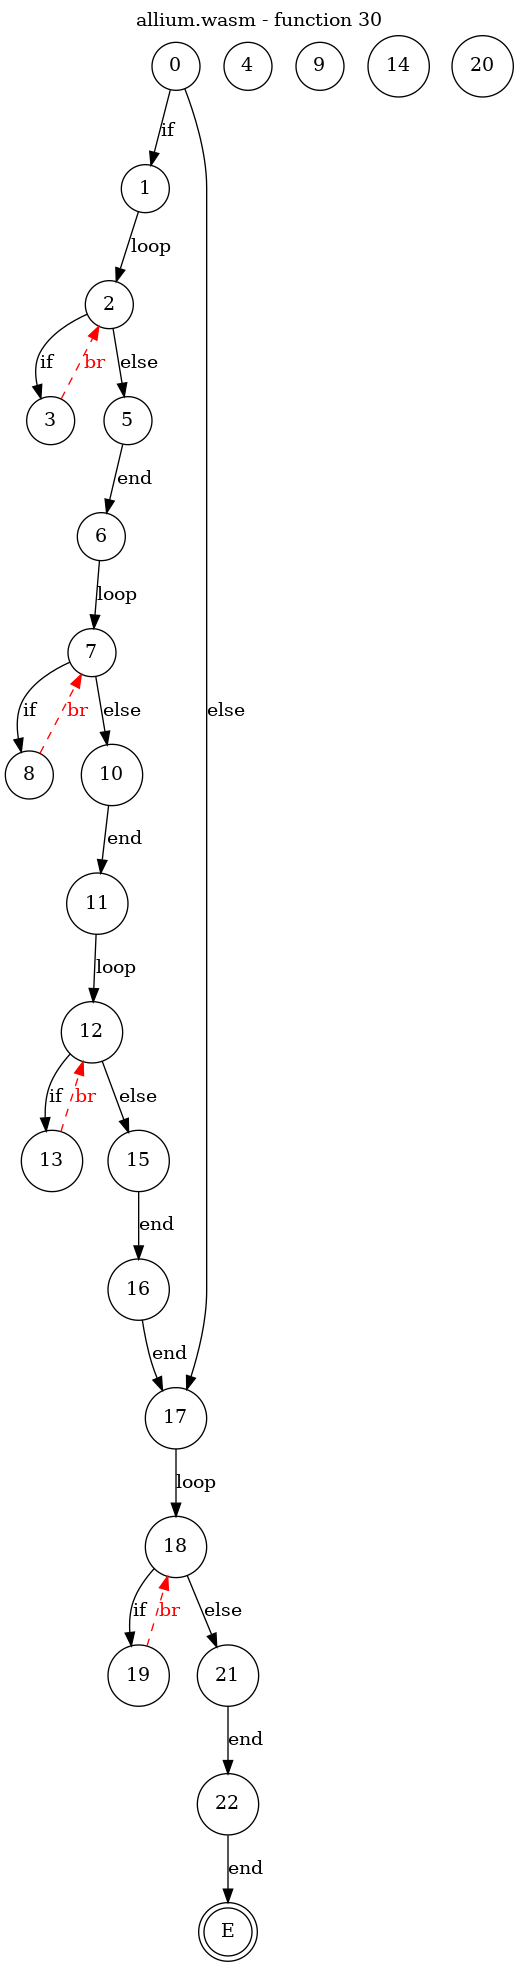 allium.wasm - function 30
0 4 9 14 20
if
1
loop
2
if br else
3 5
end
6
loop
7
if br else
8 10
end
11
loop
12
if br else
13 15
end
16
end
else
17
loop
18
if br else
19 21
end
22
end
E